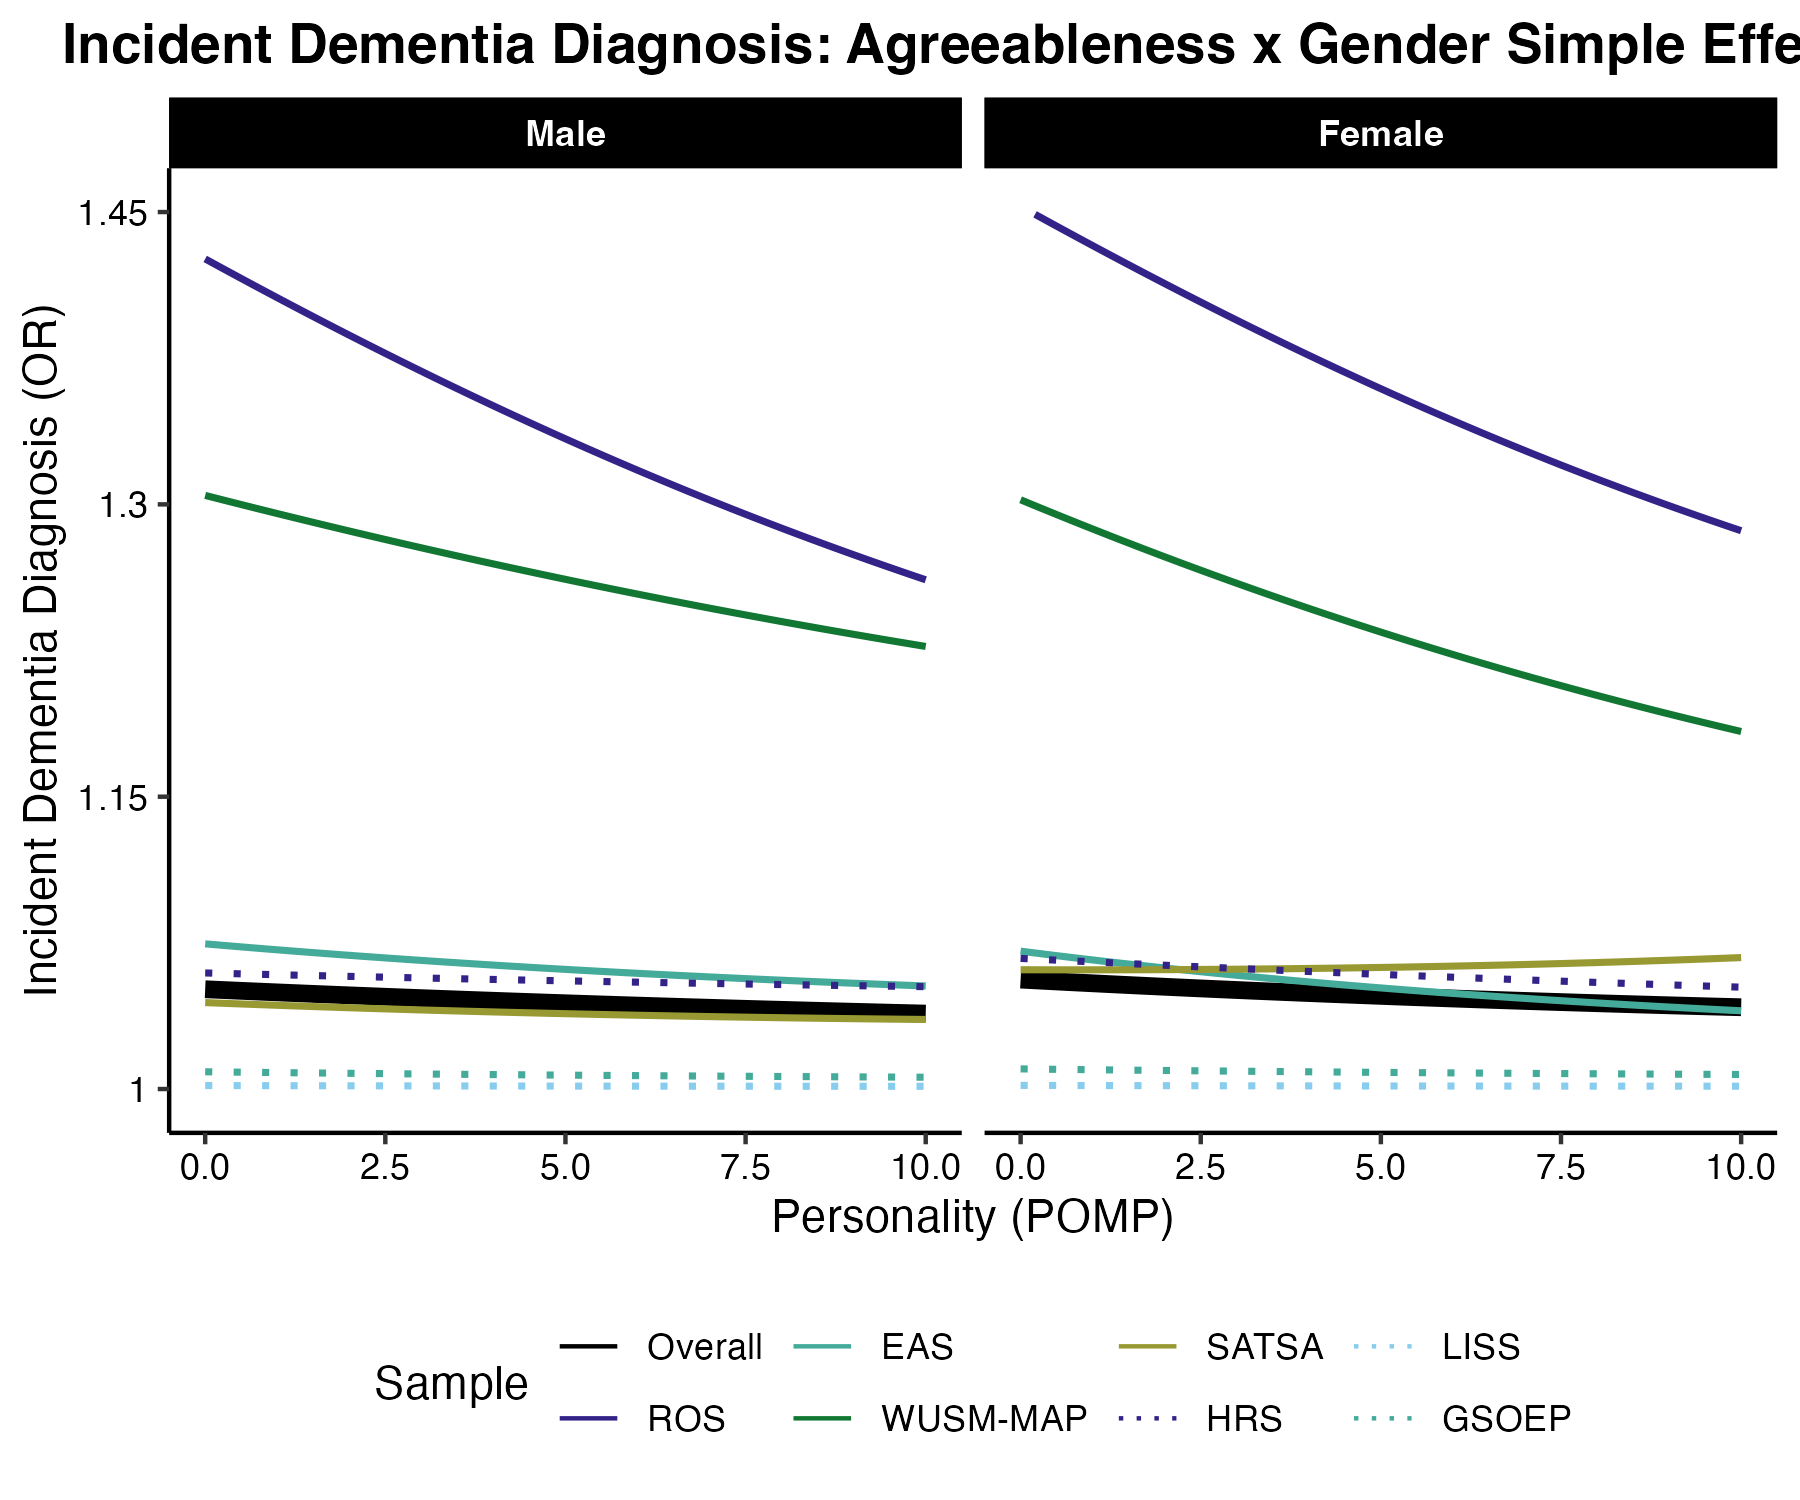 Incident Dementia Diagnosis: Agreeableness x Gender Simple Effe
Male
Female
Incident Dementia Diagnosis (OR)
1.45
1.3
1.15
1
0.0 2.5 5.0 7.5 10.0
0.0 2.5 5.0 7.5 10.0
Personality (POMP)
Sample
Overall EAS SATSA LISS
ROS WUSM-MAP HRS GSOEP